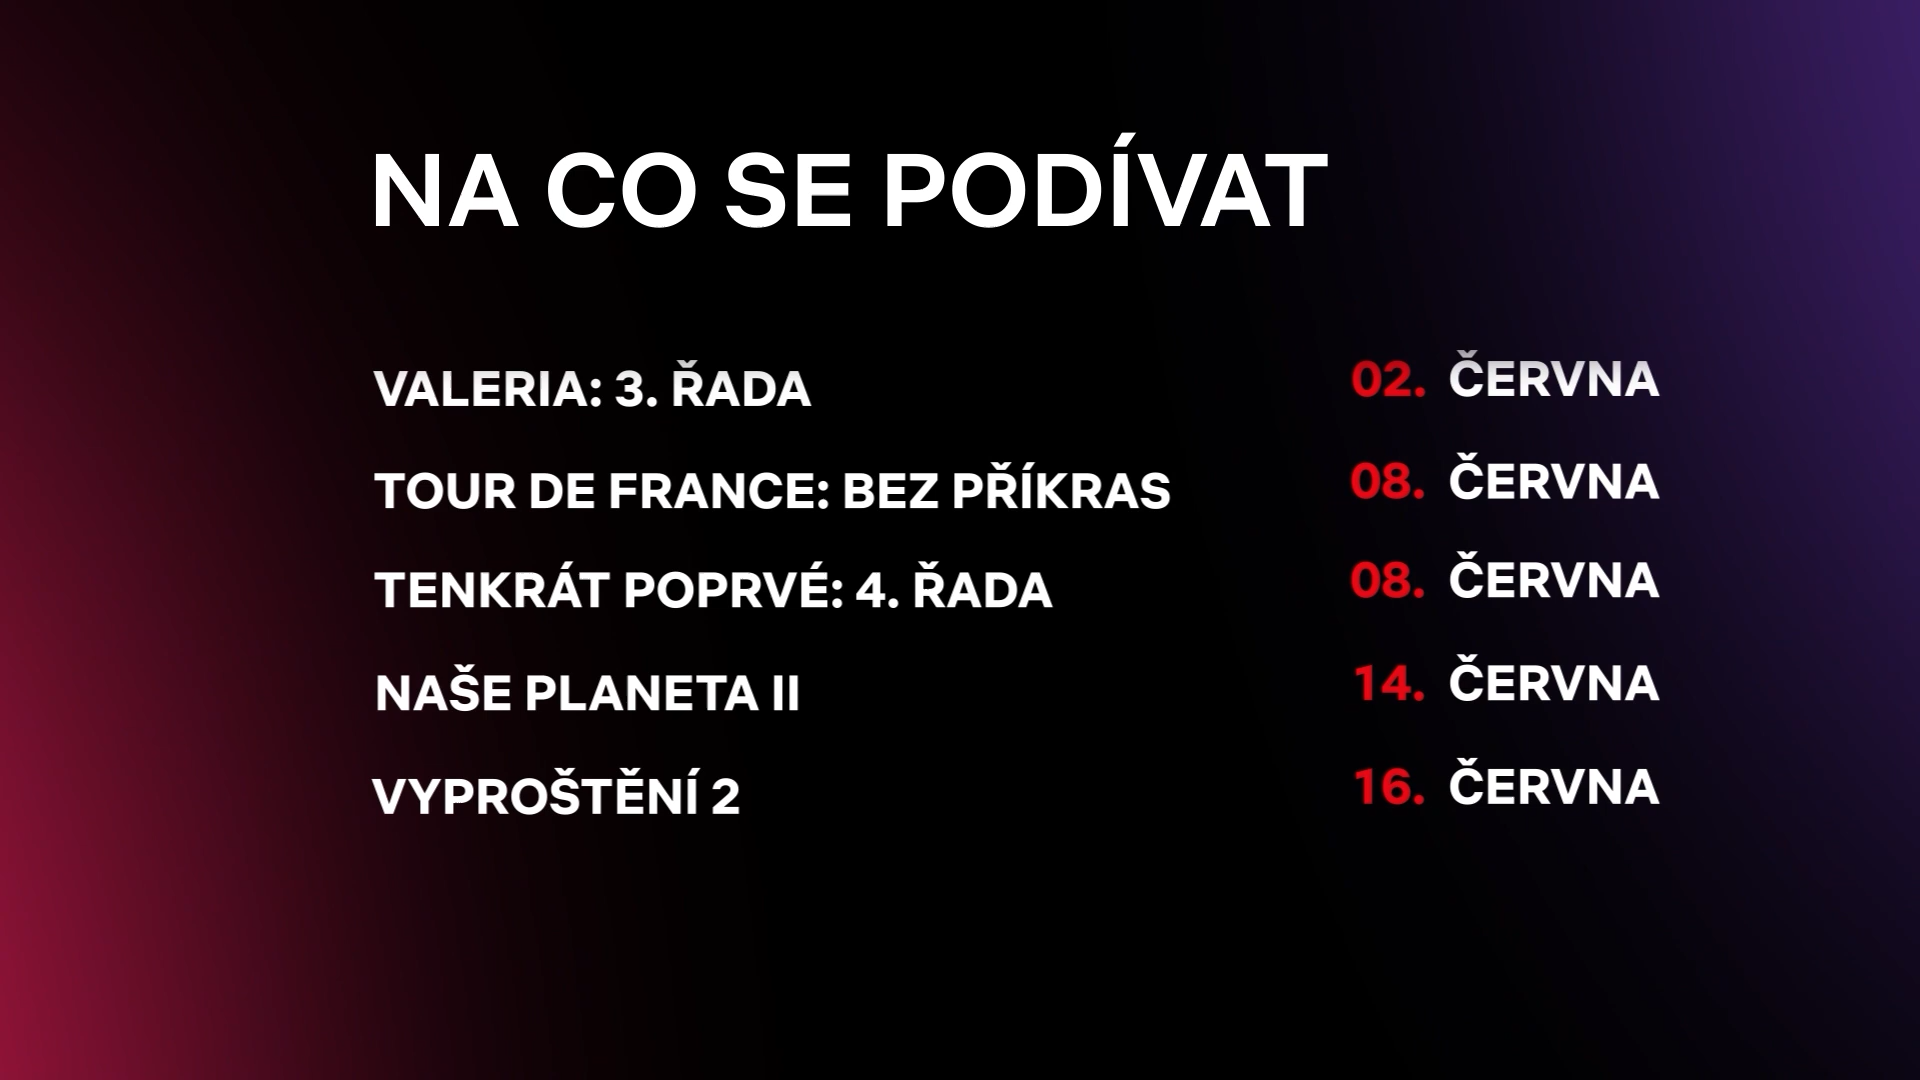 NA CO SE PODÍVAT
VALERIA: 3. ŘADA 02. ČERVNA
TOUR DE FRANCE: BEZ PŘÍKRAS 08. ČERVNA
TENKRÁT POPRVÉ: 4. ŘADA 08. ČERVNA
NAŠE PLANETA II 14. ČERVNA
VYPROŠTĚNÍ 2 16. ČERVNA